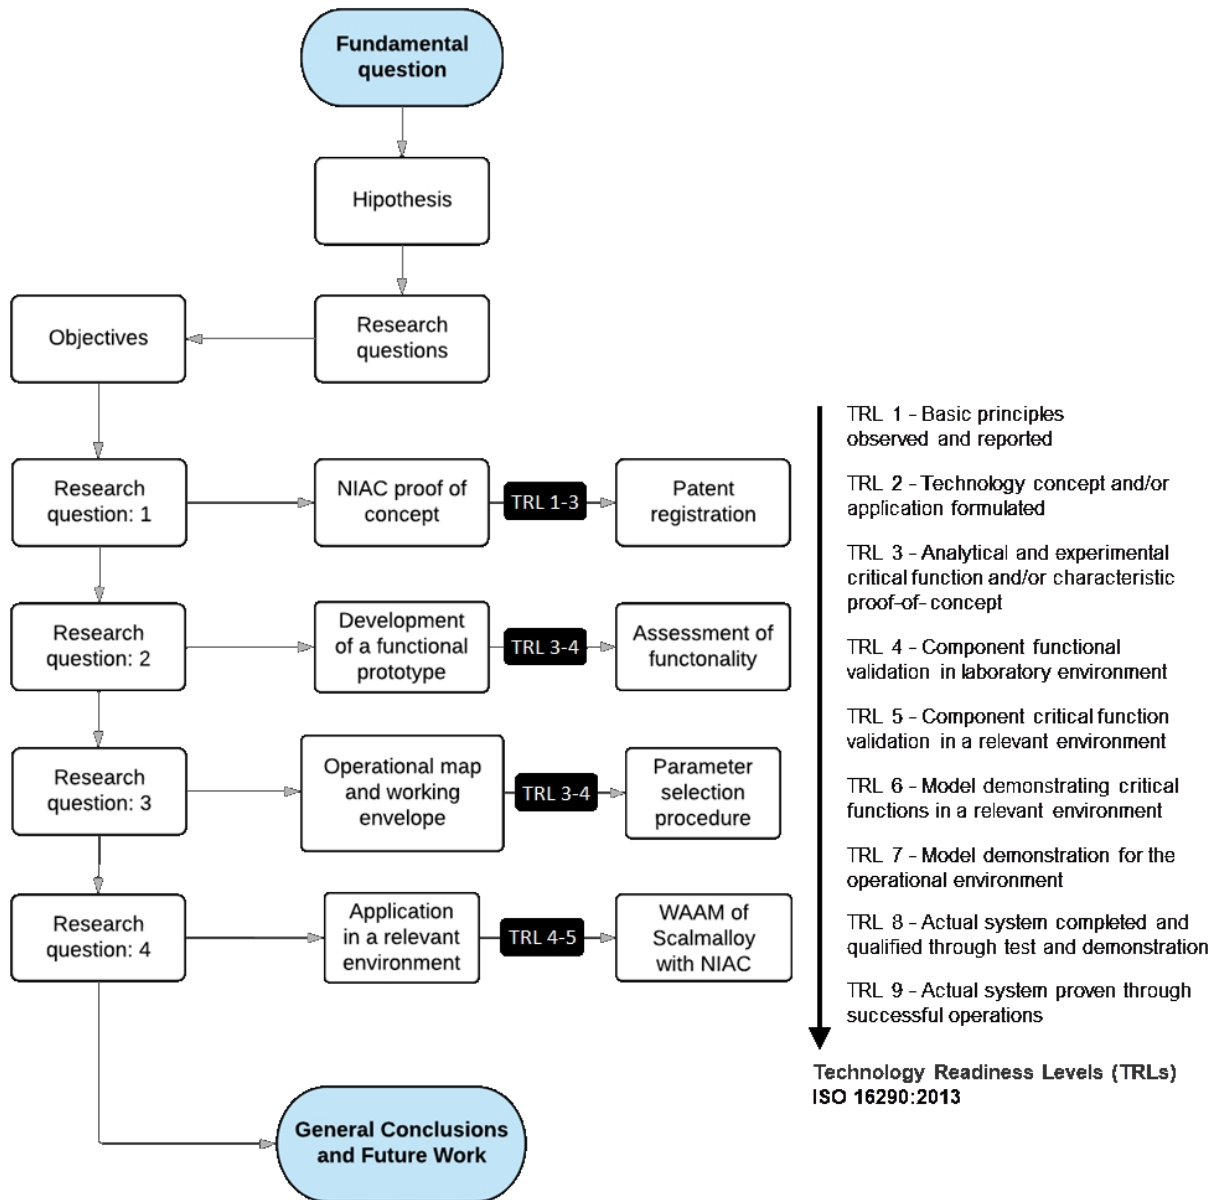 Fundamental
question
Hipothesis
Research
questions
Objectives
Research
question: 1
NIAC proof of
concept
TRL 1-3
Patent
registration
Research
question: 2
Development
of a functional
prototype
TRL 3-4
Assessment of
functonality
Research
question: 3
Operational map
and working
envelope
TRL 3-4
Parameter
selection
procedure
Research
question: 4
Application
in a relevant
environment
TRL 4-5
WAAM of
Scalmalloy
with NIAC
General Conclusions
and Future Work
TRL 1 - Basic principles
observed and reported
TRL 2 - Technology concept and/or
application formulated
TRL 3 - Analytical and experimental
critical function and/or characteristic
proof-of- concept
TRL 4 - Component functional
validation in laboratory environment
TRL 5 - Component critical function
validation in a relevant environment
TRL 6 - Model demonstrating critical
functions in a relevant environment
TRL 7 - Model demonstration for the
operational environment
TRL 8 - Actual system completed and
qualified through test and demonstration
TRL 9 - Actual system proven through
successful operations
Technology Readiness Levels (TRLs)
ISO 16290:2013